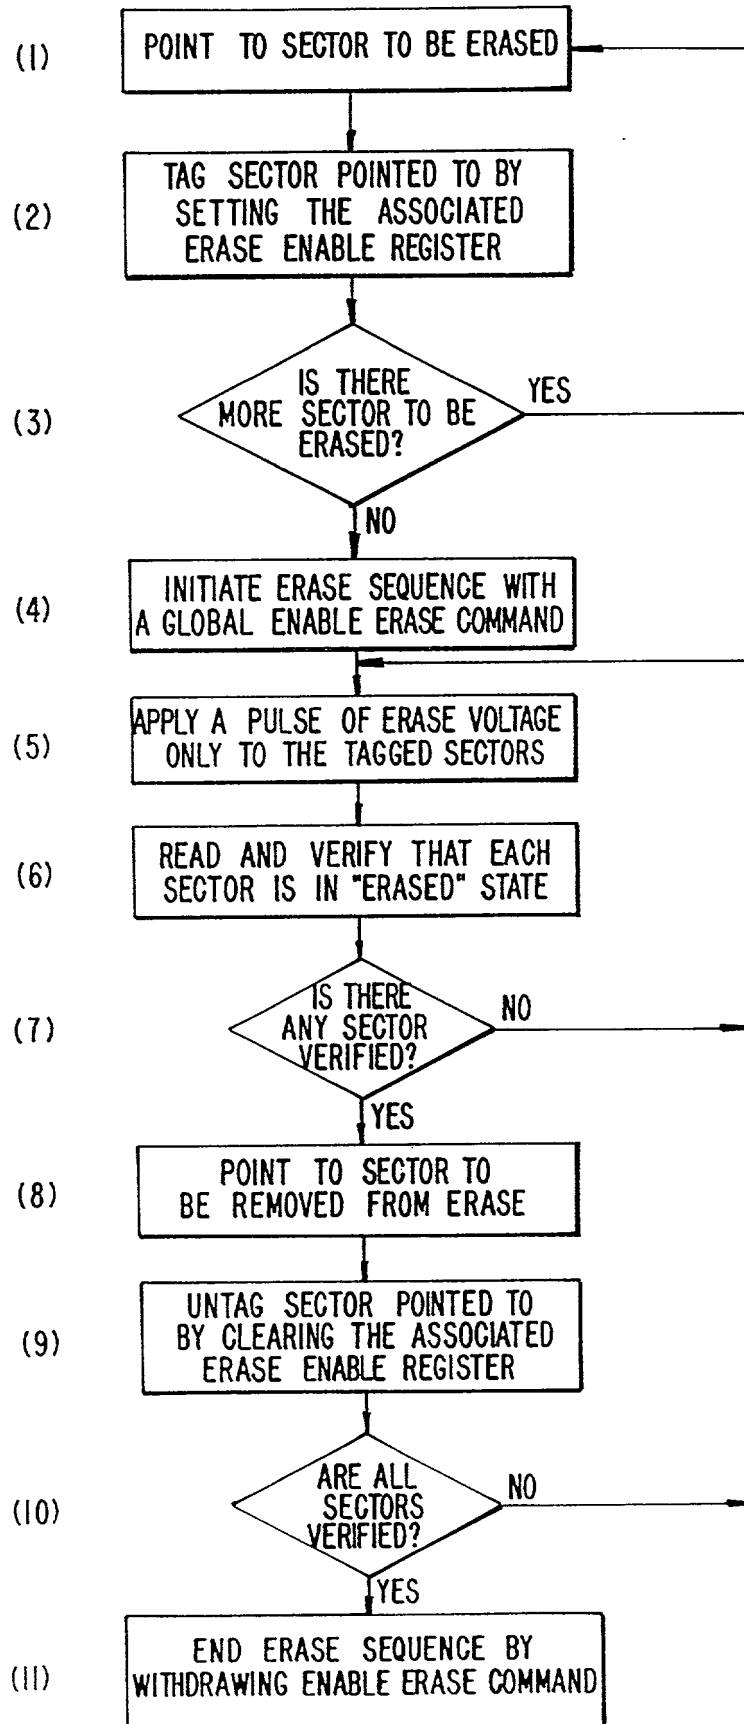 (1) POINT TO SECTOR TO BE ERASED
TAG SECTOR POINTED TO BY
(2) SETTING THE ASSOCIATED
ERASE ENABLE REGISTER
IS THERE
YES
(3) MORE SECTOR TO BE
ERASED?
NO
INITIATE ERASE SEQUENCE WITH
(4)
A GLOBAL ENABLE ERASE COMMAND
APPLY A PULSE OF ERASE VOLTAGE
(5)
ONLY TO THE TAGGED SECTORS
READ AND VERIFY THAT EACH
(6)
SECTOR IS IN "ERASED" STATE
IS THERE
NO
(7) ANY SECTOR
VERIFIED?
YES
POINT TO SECTOR TO
(8)
BE REMOVED FROM ERASE
UNTAG SECTOR POINTED TO
(9) BY CLEARING THE ASSOCIATED
ERASE ENABLE REGISTER
ARE ALL
NO
(10) SECTORS
VERIFIED?
YES
END ERASE SEQUENCE BY
(11)
WITHDRAWING ENABLE ERASE COMMAND